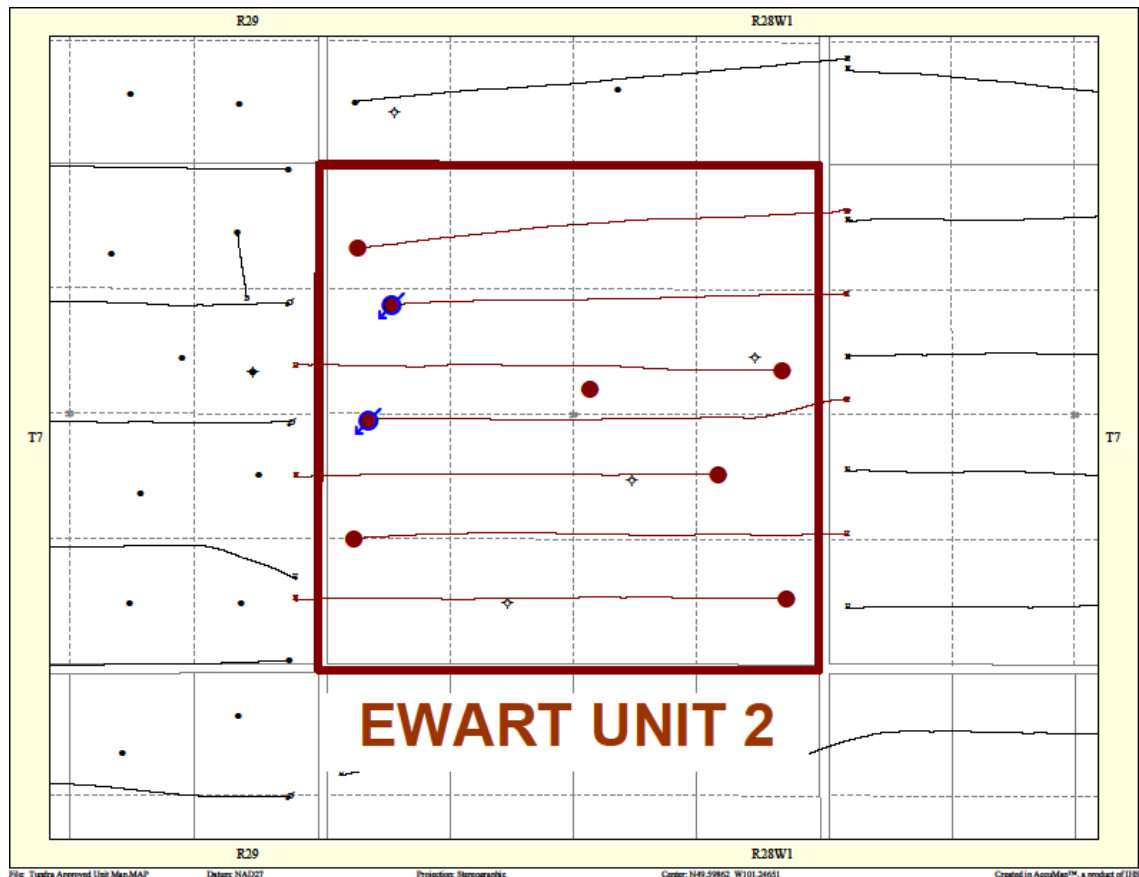 R29 R28W1
T7 T7
EWART UNIT 2
R29 R28W1
File: Tundra Approved Unit Map.MAP Datum: NAD27 Projection: Stereographic Center: N49.59862 W101.24651 Created in AccuMap™, a product of IHS